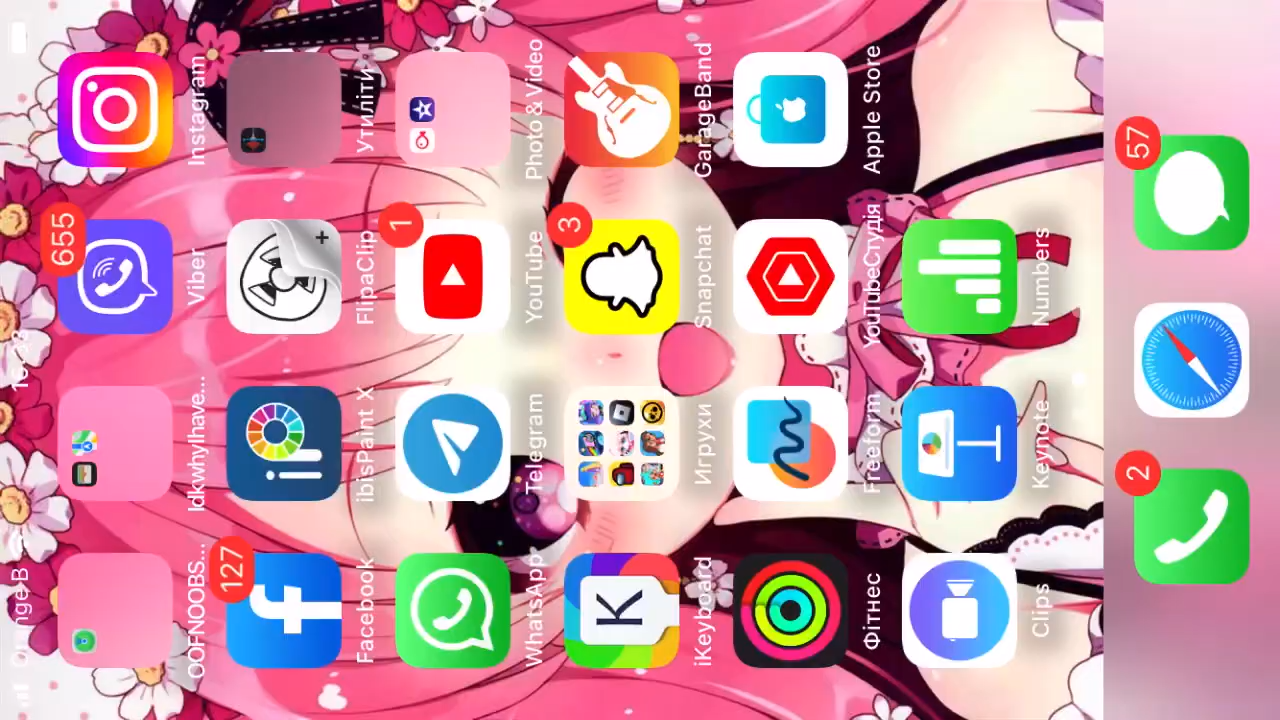 OrangeB
655
OOFNOOBS... IdkwhyIhave... Viber Instagram
127
Facebook ibisPaint X FlipaClip Утиліти
1
WhatsApp Telegram YouTube Photo & Video
3
K
iKeyboard Игрухи Snapchat GarageBand
Фітнес Freeform YouTubeСтудія Apple Store
Clips Keynote Numbers
2 57